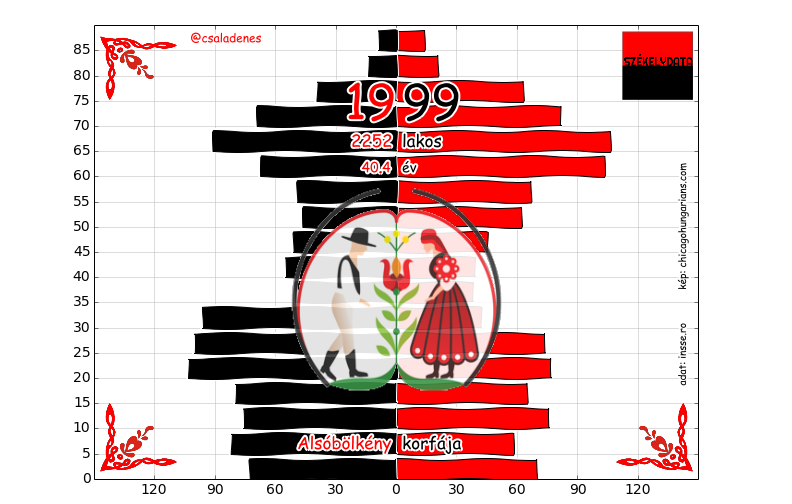 @csaladenes
SZÉKELYDATA
1999
2252 lakos
40.4 év
kép: chicagohungarians.com
adat: insse.ro
Alsóbölkény korfája
85
80
75
70
65
60
55
50
45
40
35
30
25
20
15
10
5
0
120 90 60 30 0 30 60 90 120